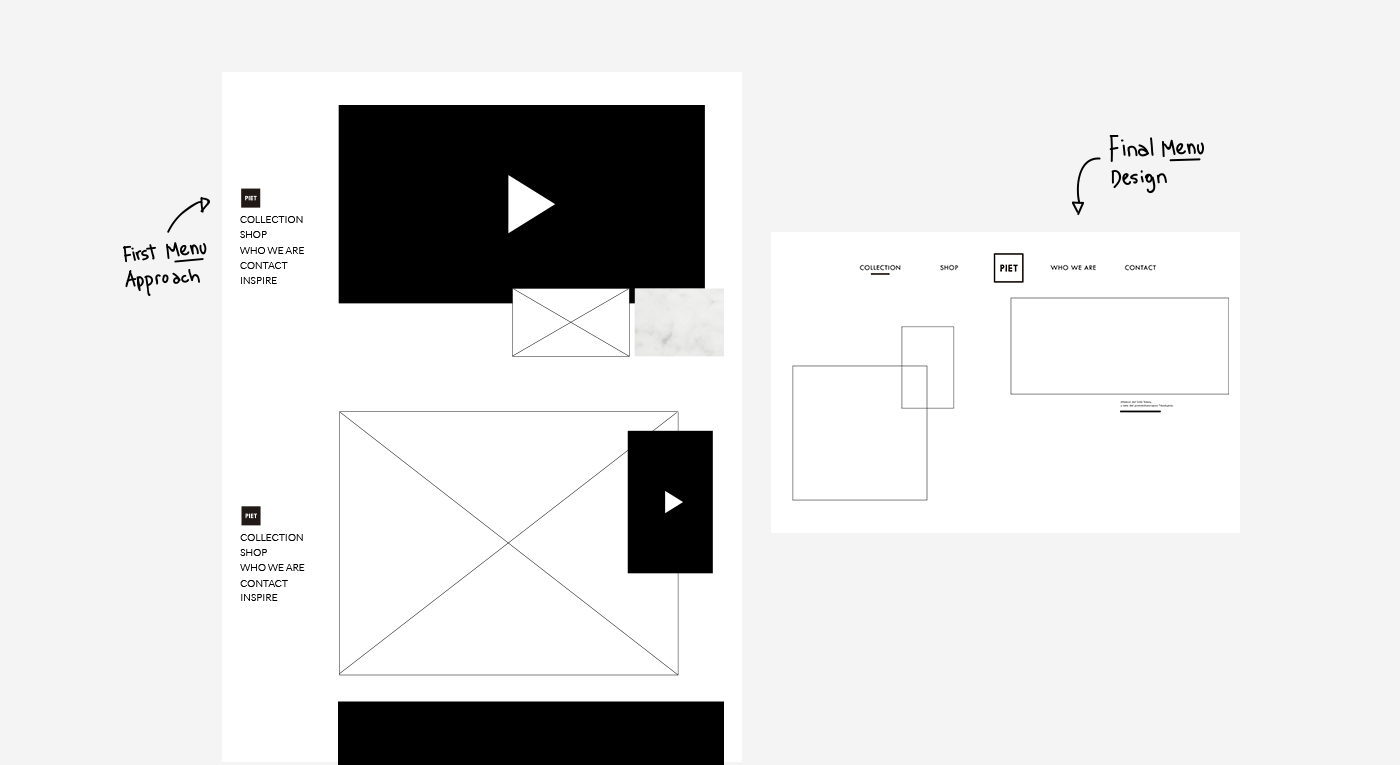 First Menu
Approach
PIET
COLLECTION
SHOP
WHO WE ARE
CONTACT
INSPIRE
PIET
COLLECTION
SHOP
WHO WE ARE
CONTACT
INSPIRE
Final Menu
Design
COLLECTION SHOP PIET WHO WE ARE CONTACT